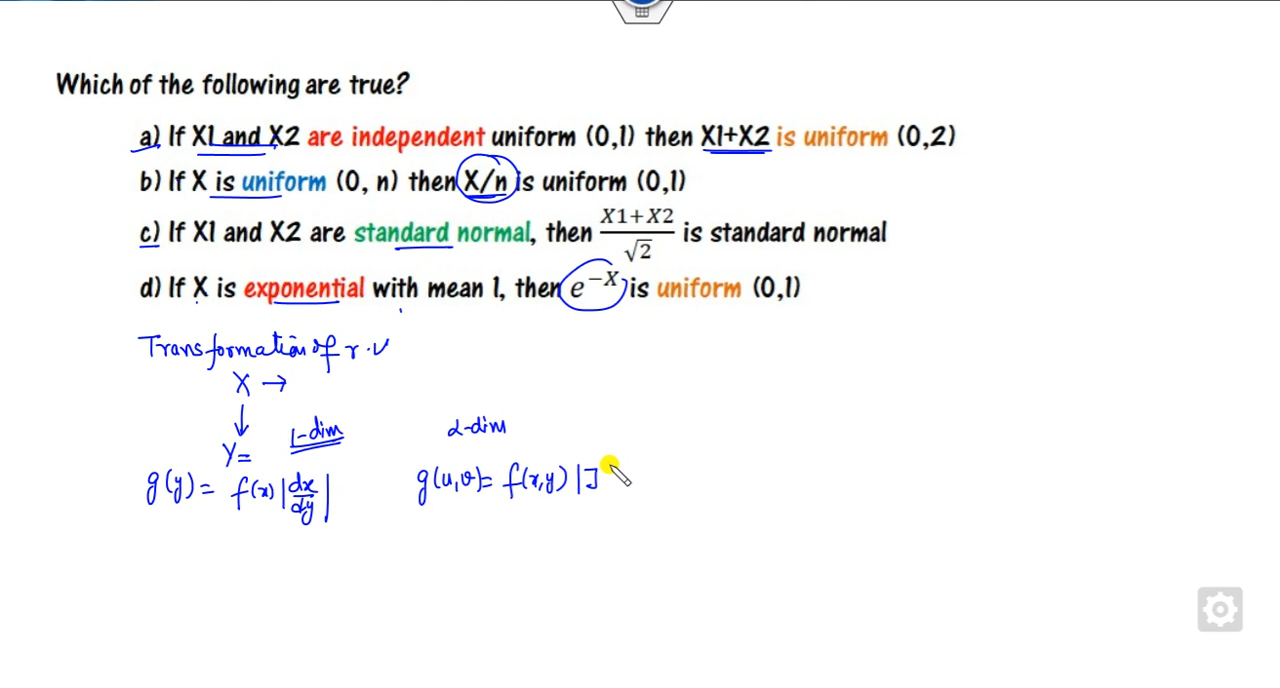 Which of the following are true?
a) If X1 and X2 are independent uniform (0,1) then X1+X2 is uniform (0,2)
b) If X is uniform (0, n) then X/n is uniform (0,1)
c) If X1 and X2 are standard normal, then \frac{X1+X2}{\sqrt{2}} is standard normal
d) If X is exponential with mean 1, then e^{-X} is uniform (0,1)
Transformation of r.v
X →
↓
Y= 1-dim 2-dim
g(y) = f(x) |dx/dy| g(u,v)= f(x,y) |J